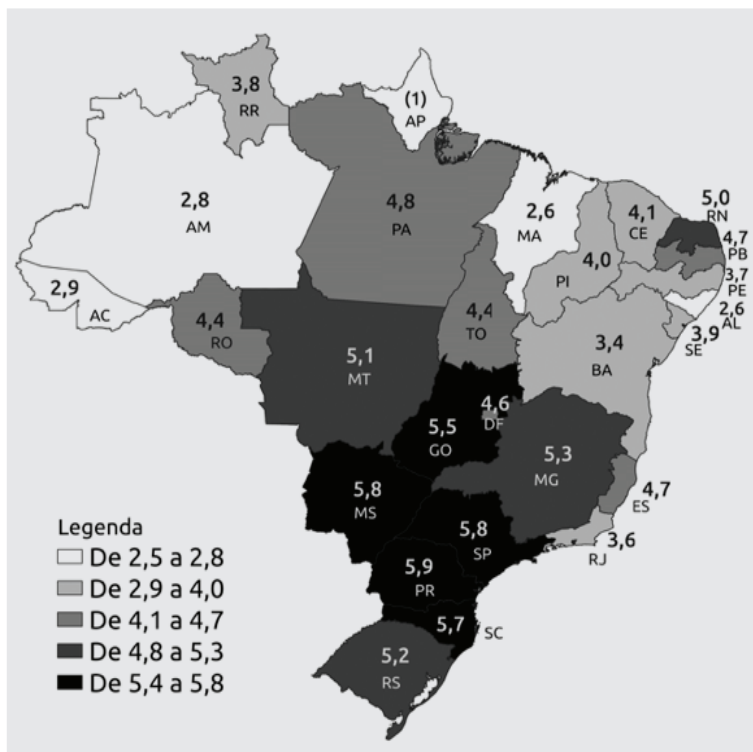 3,8
RR
(1)
AP
2,8
AM
4,8
PA
2,6
MA
4,1
CE
5,0
RN
4,7
PB
4,0
PI
3,7
PE
2,6
AL
3,9
SE
2,9
AC
4,4
RO
4,4
TO
5,1
MT
3,4
BA
4,6
DF
5,5
GO
5,3
MG
4,7
ES
5,8
MS
5,8
SP
3,6
RJ
5,9
PR
5,7
SC
5,2
RS
Legenda
De 2,5 a 2,8
De 2,9 a 4,0
De 4,1 a 4,7
De 4,8 a 5,3
De 5,4 a 5,8